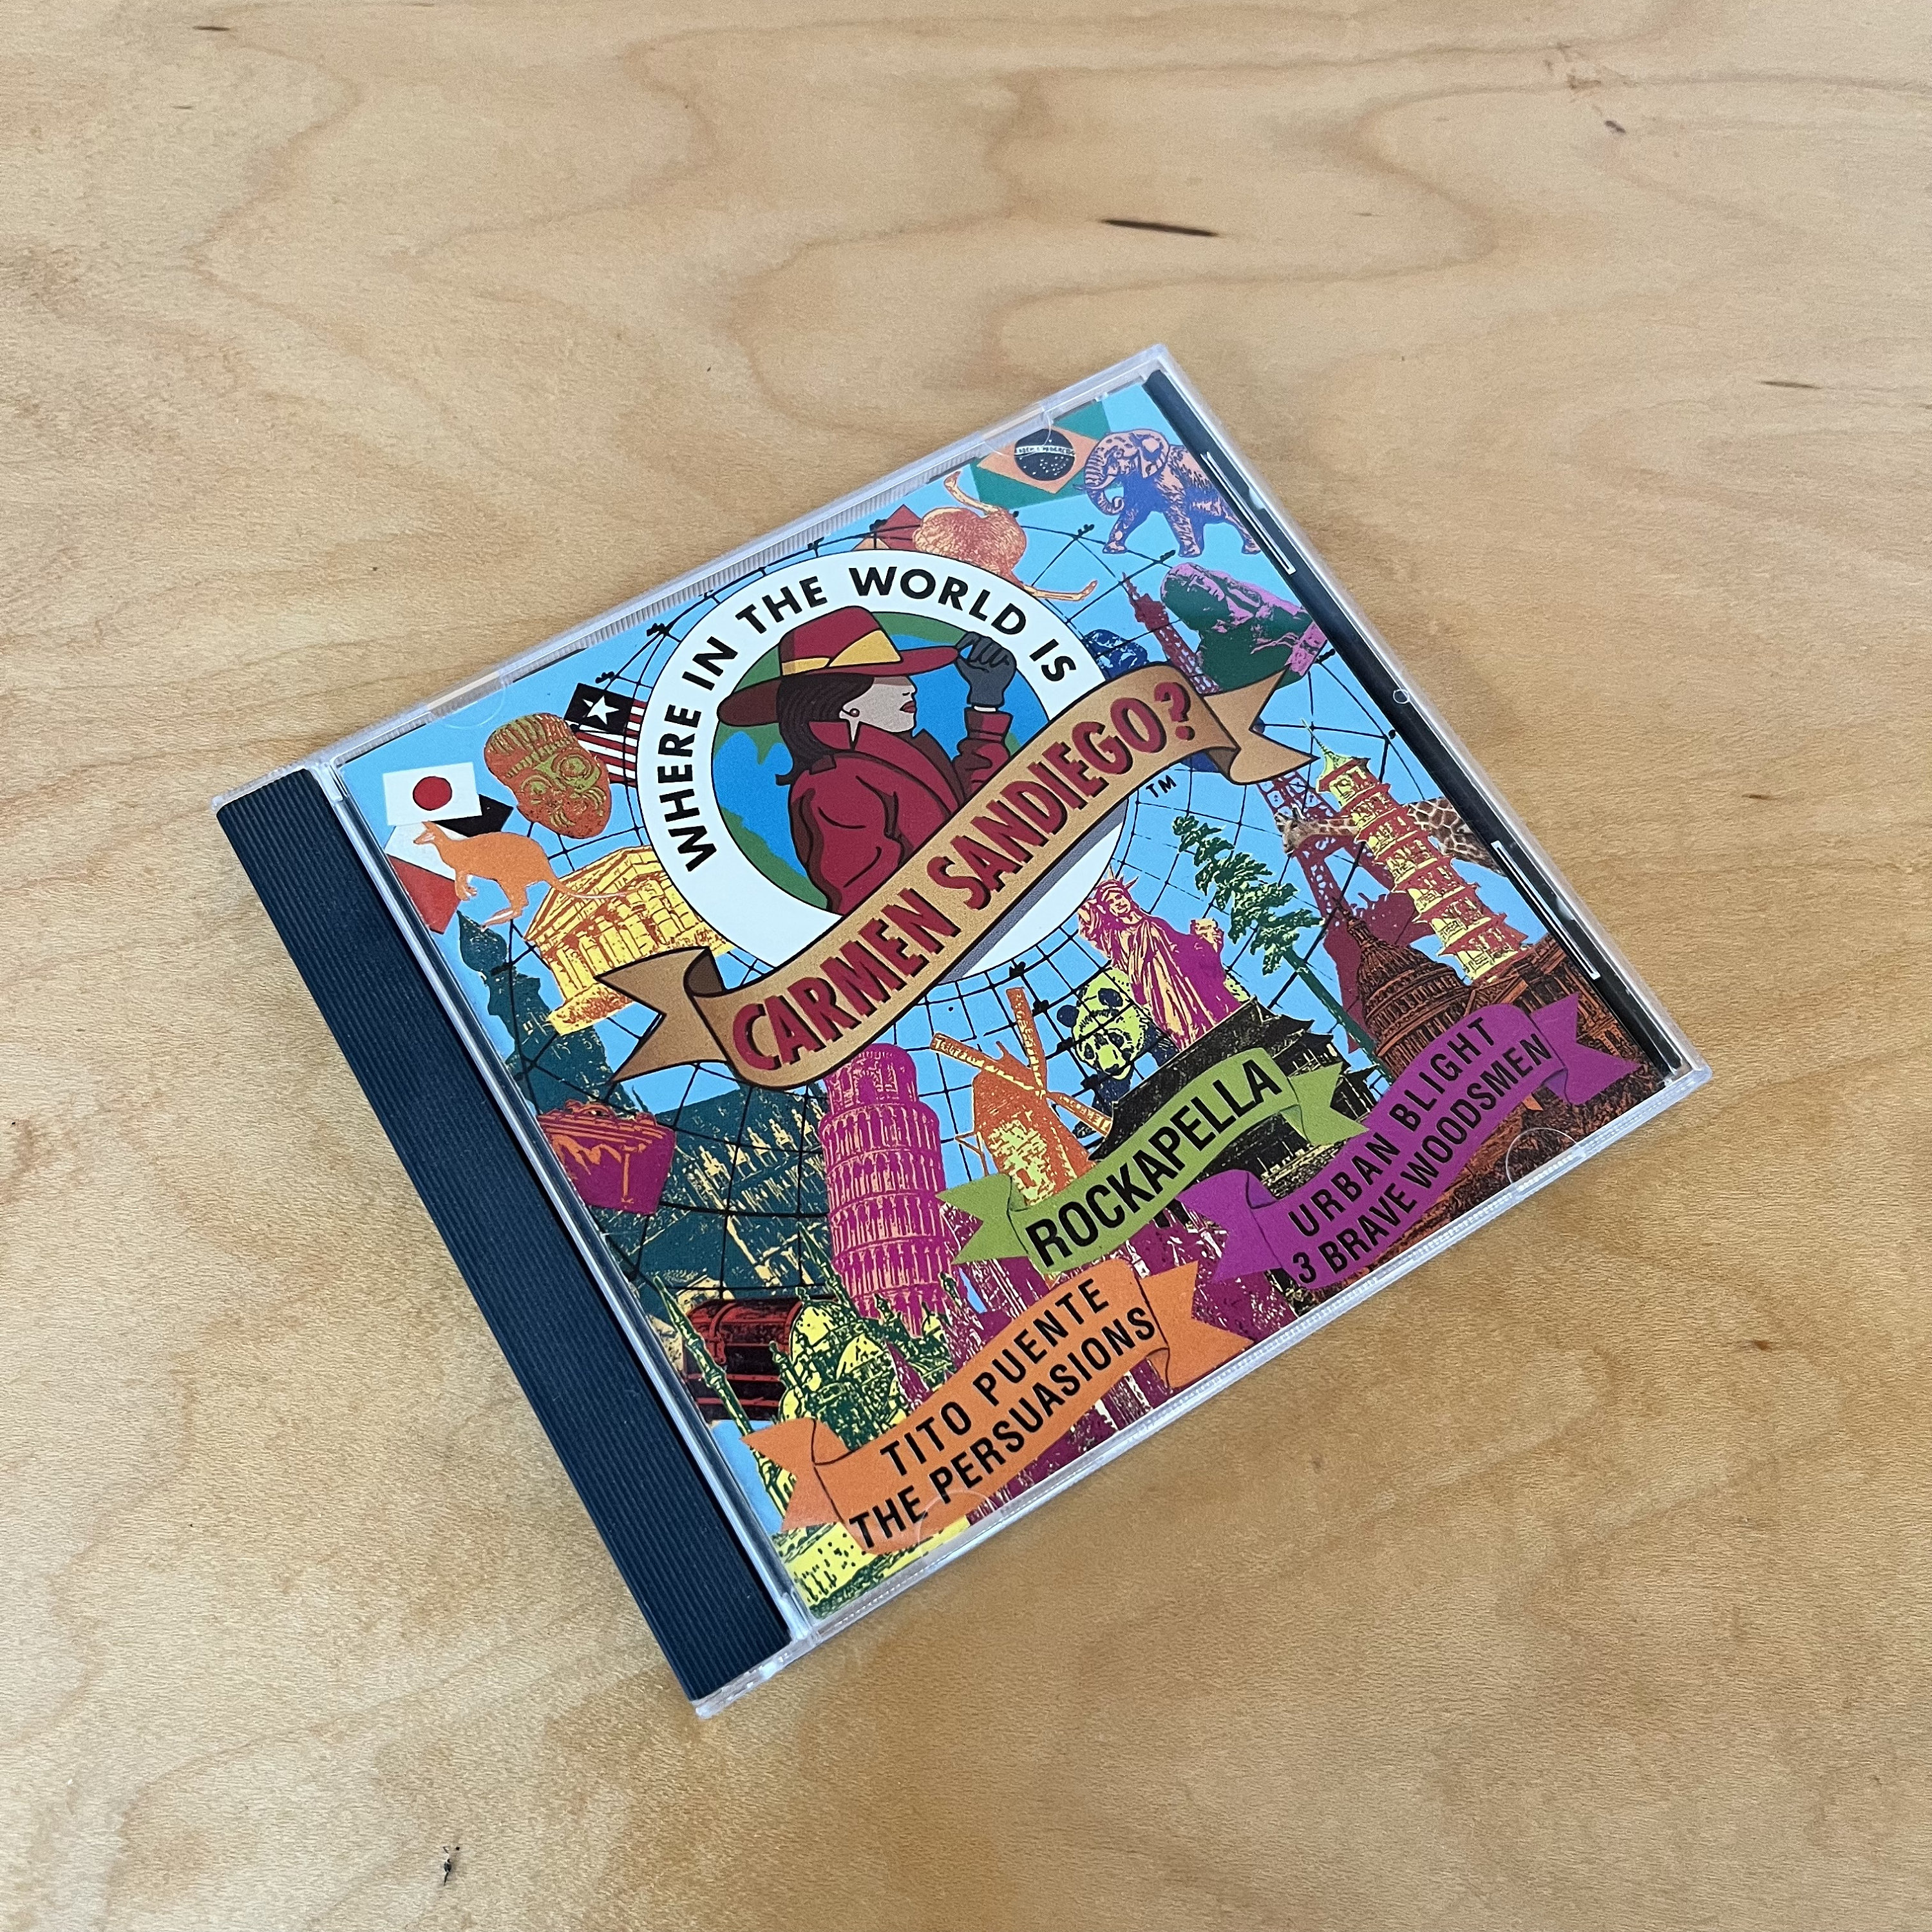 WHERE IN THE WORLD IS
CARMEN SANDIEGO?
TM
ROCKAPELLA
URBAN BLIGHT
3 BRAVE WOODSMEN
TITO PUENTE
THE PERSUASIONS